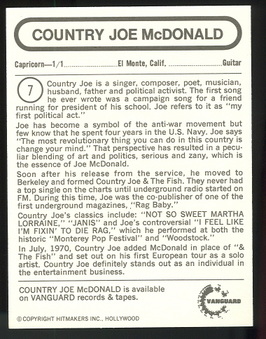 COUNTRY JOE McDONALD
Capricorn—1/1 El Monte, Calif. Guitar
7 Country Joe is a singer, composer, poet, musician,
husband, father and political activist. The first song
he ever wrote was a campaign song for a friend
running for president of his school. Joe refers to it as "my
first political act."
Joe has become a symbol of the anti-war movement but
few know that he spent four years in the U.S. Navy. Joe says
"The most revolutionary thing you can do in this country is
change your mind." That perspective has resulted in a pecu-
liar blending of art and politics, serious and zany, which is
the essence of Joe McDonald.
Soon after his release from the service, he moved to
Berkeley and formed Country Joe & The Fish. They never had
a top single on the charts until underground radio started on
FM. During this time, Joe was the co-publisher of one of the
first underground magazines, "Rag Baby."
Country Joe's classics include: "NOT SO SWEET MARTHA
LORRAINE," "JANIS" and Joe's controversial "I FEEL LIKE
I'M FIXIN' TO DIE RAG," which he performed at both the
historic "Monterey Pop Festival" and "Woodstock."
In July, 1970, Country Joe added McDonald in place of "&
The Fish" and set out on his first European tour as a solo
artist. Country Joe definitely stands out as an individual in
the entertainment business.
COUNTRY JOE McDONALD is available
on VANGUARD records & tapes.
VANGUARD
©COPYRIGHT HITMAKERS INC., HOLLYWOOD